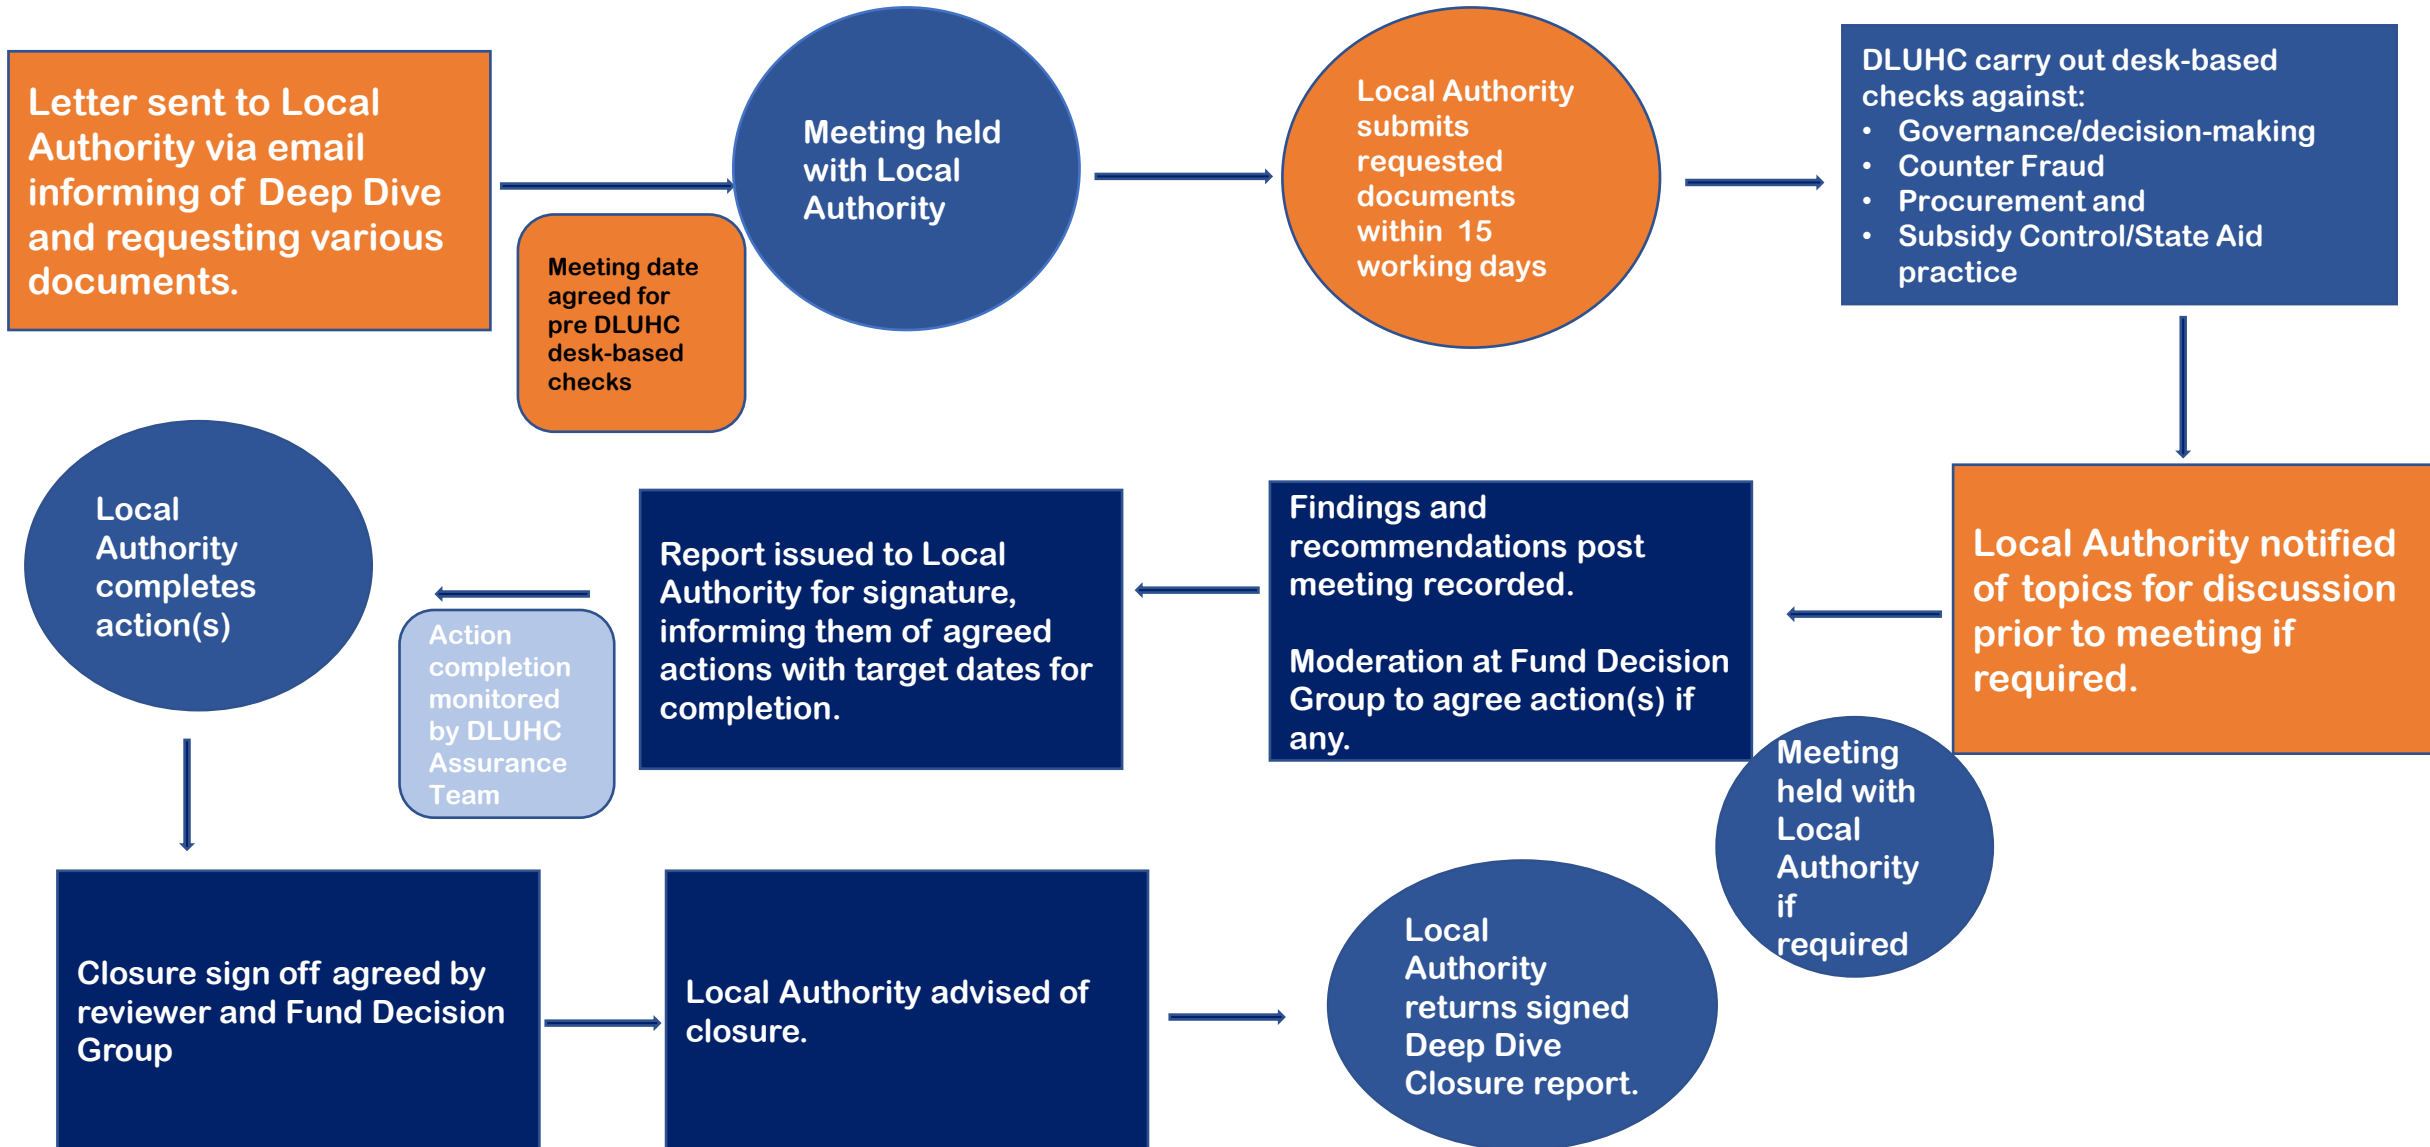 Letter sent to Local
Authority via email
informing of Deep Dive
and requesting various
documents.
Meeting date
agreed for
pre DLUHC
desk-based
checks
Meeting held
with Local
Authority
Local Authority
submits
requested
documents
within 15
working days
DLUHC carry out desk-based
checks against:
• Governance/decision-making
• Counter Fraud
• Procurement and
• Subsidy Control/State Aid
practice
Local Authority notified
of topics for discussion
prior to meeting if
required.
Meeting
held with
Local
Authority
if
required
Findings and
recommendations post
meeting recorded.
Moderation at Fund Decision
Group to agree action(s) if
any.
Report issued to Local
Authority for signature,
informing them of agreed
actions with target dates for
completion.
Action
completion
monitored
by DLUHC
Assurance
Team
Local
Authority
completes
action(s)
Closure sign off agreed by
reviewer and Fund Decision
Group
Local Authority advised of
closure.
Local
Authority
returns signed
Deep Dive
Closure report.